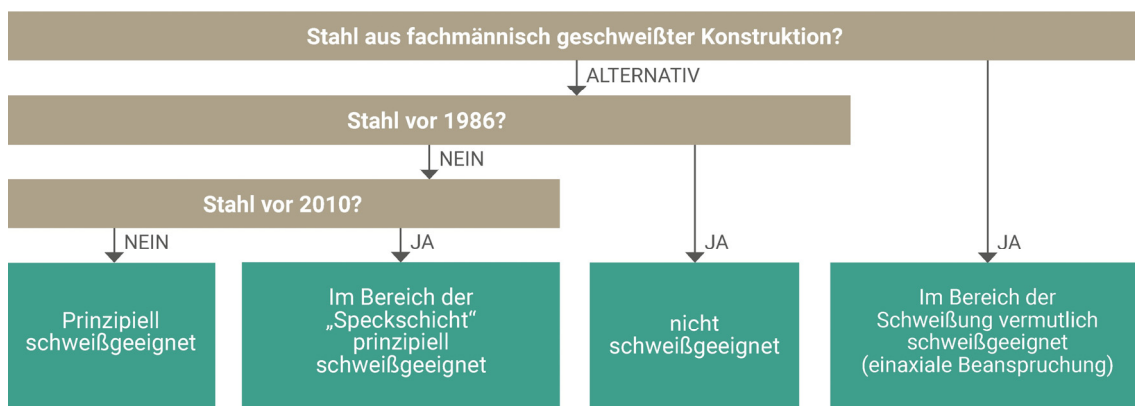 Stahl aus fachmännisch geschweißter Konstruktion?
ALTERNATIV
Stahl vor 1986?
NEIN
Stahl vor 2010?
NEIN
JA
JA
JA
Prinzipiell
schweißgeeignet
Im Bereich der
„Speckschicht“
prinzipiell
schweißgeeignet
nicht
schweißgeeignet
Im Bereich der
Schweißung vermutlich
schweißgeeignet
(einaxiale Beanspruchung)